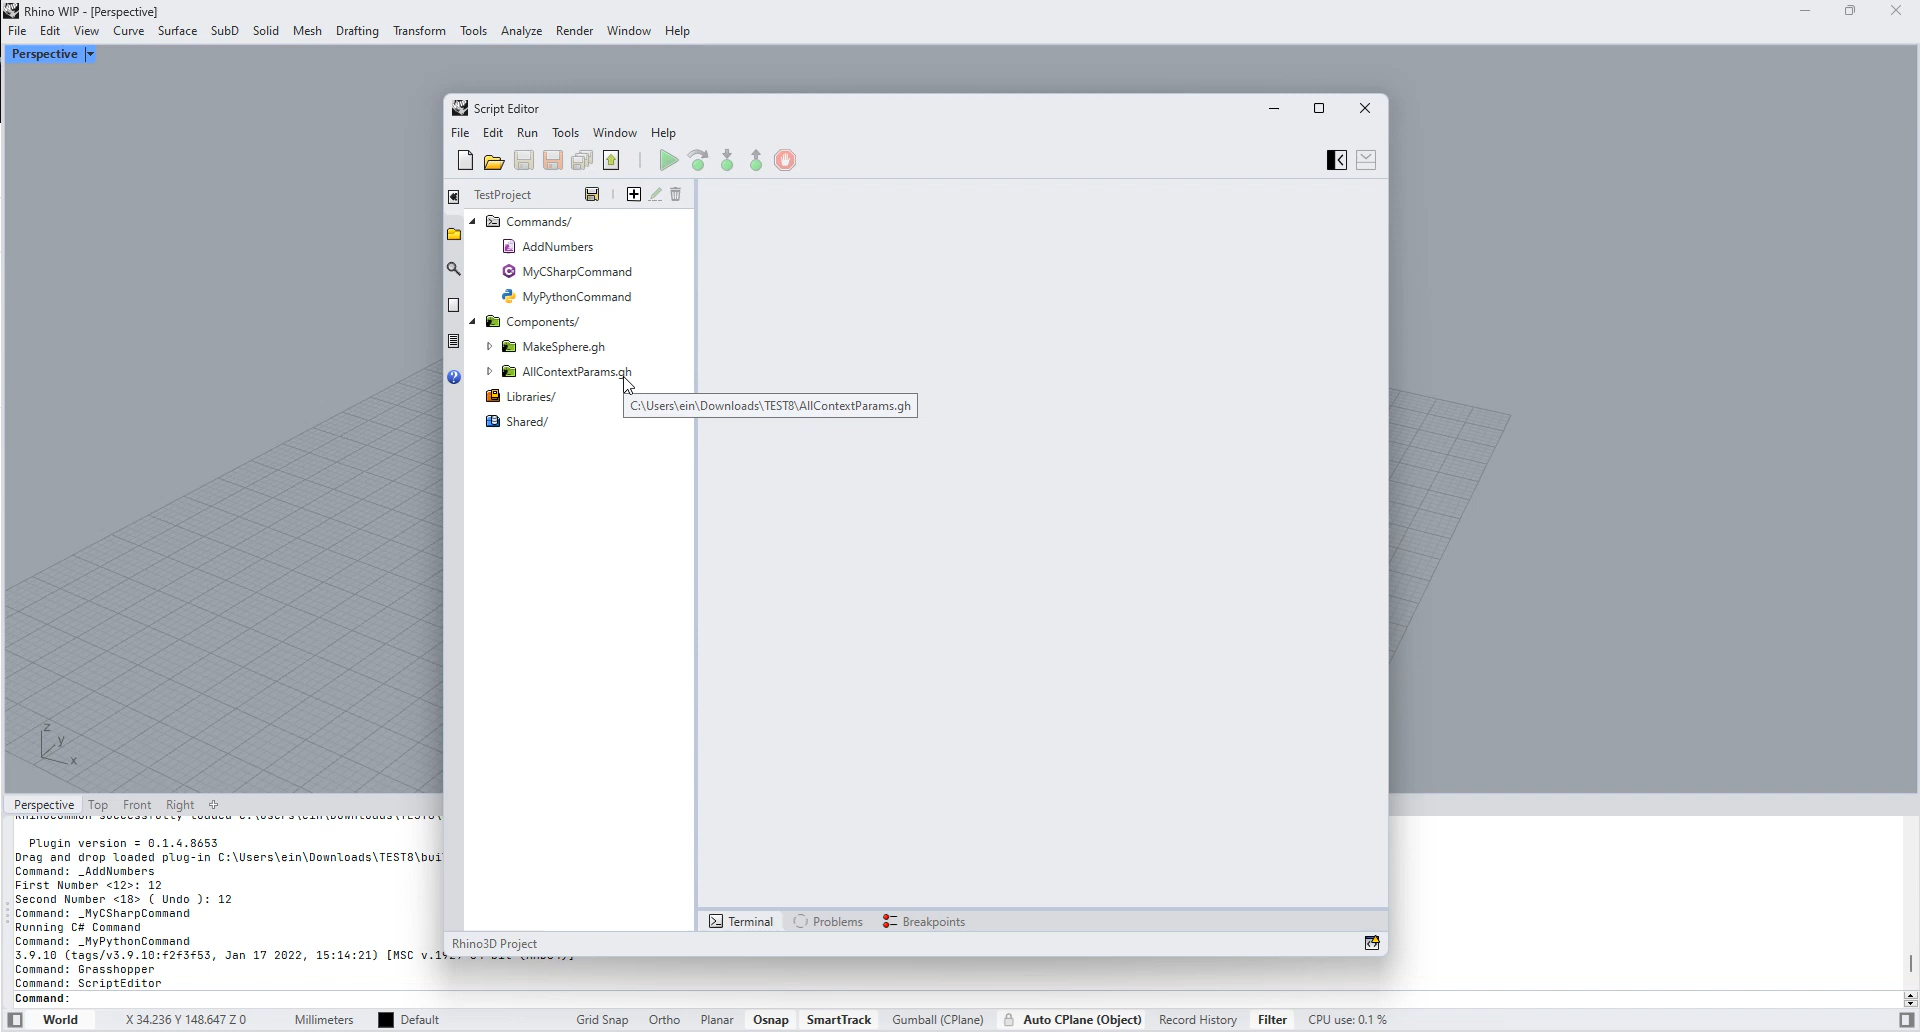 Rhino WIP - [Perspective]
File Edit View Curve Surface SubD Solid Mesh Drafting Transform Tools Analyze Render Window Help
Perspective
Script Editor
File Edit Run Tools Window Help
TestProject
Commands/
AddNumbers
MyCSharpCommand
MyPythonCommand
Components/
MakeSphere.gh
AllContextParams.gh
C:\Users\ein\Downloads\TEST8\AllContextParams.gh
Libraries/
Shared/
Terminal Problems Breakpoints
Rhino3D Project
z
y
x
Perspective Top Front Right
Plugin version = 0.1.4.8653
Drag and drop loaded plug-in C:\Users\ein\Downloads\TEST8\bui
Command: _AddNumbers
First Number <12>: 12
Second Number <18> ( Undo ): 12
Command: _MyCSharpCommand
Running C# Command
Command: _MyPythonCommand
3.9.10 (tags/v3.9.10:f2f3f53, Jan 17 2022, 15:14:21) [MSC
Command: Grasshopper
Command: ScriptEditor
Command:
World X 34.236 Y 148.647 Z 0 Millimeters Default Grid Snap Ortho Planar Osnap SmartTrack Gumball (CPlane) Auto CPlane (Object) Record History Filter CPU use: 0.1 %